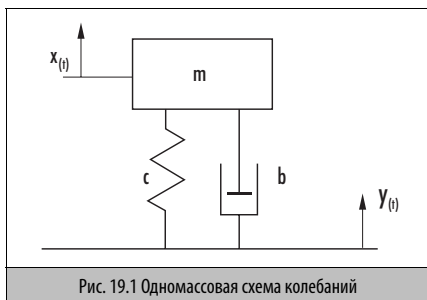 x(t)
m
c
b
y(t)
Рис. 19.1 Одномассовая схема колебаний